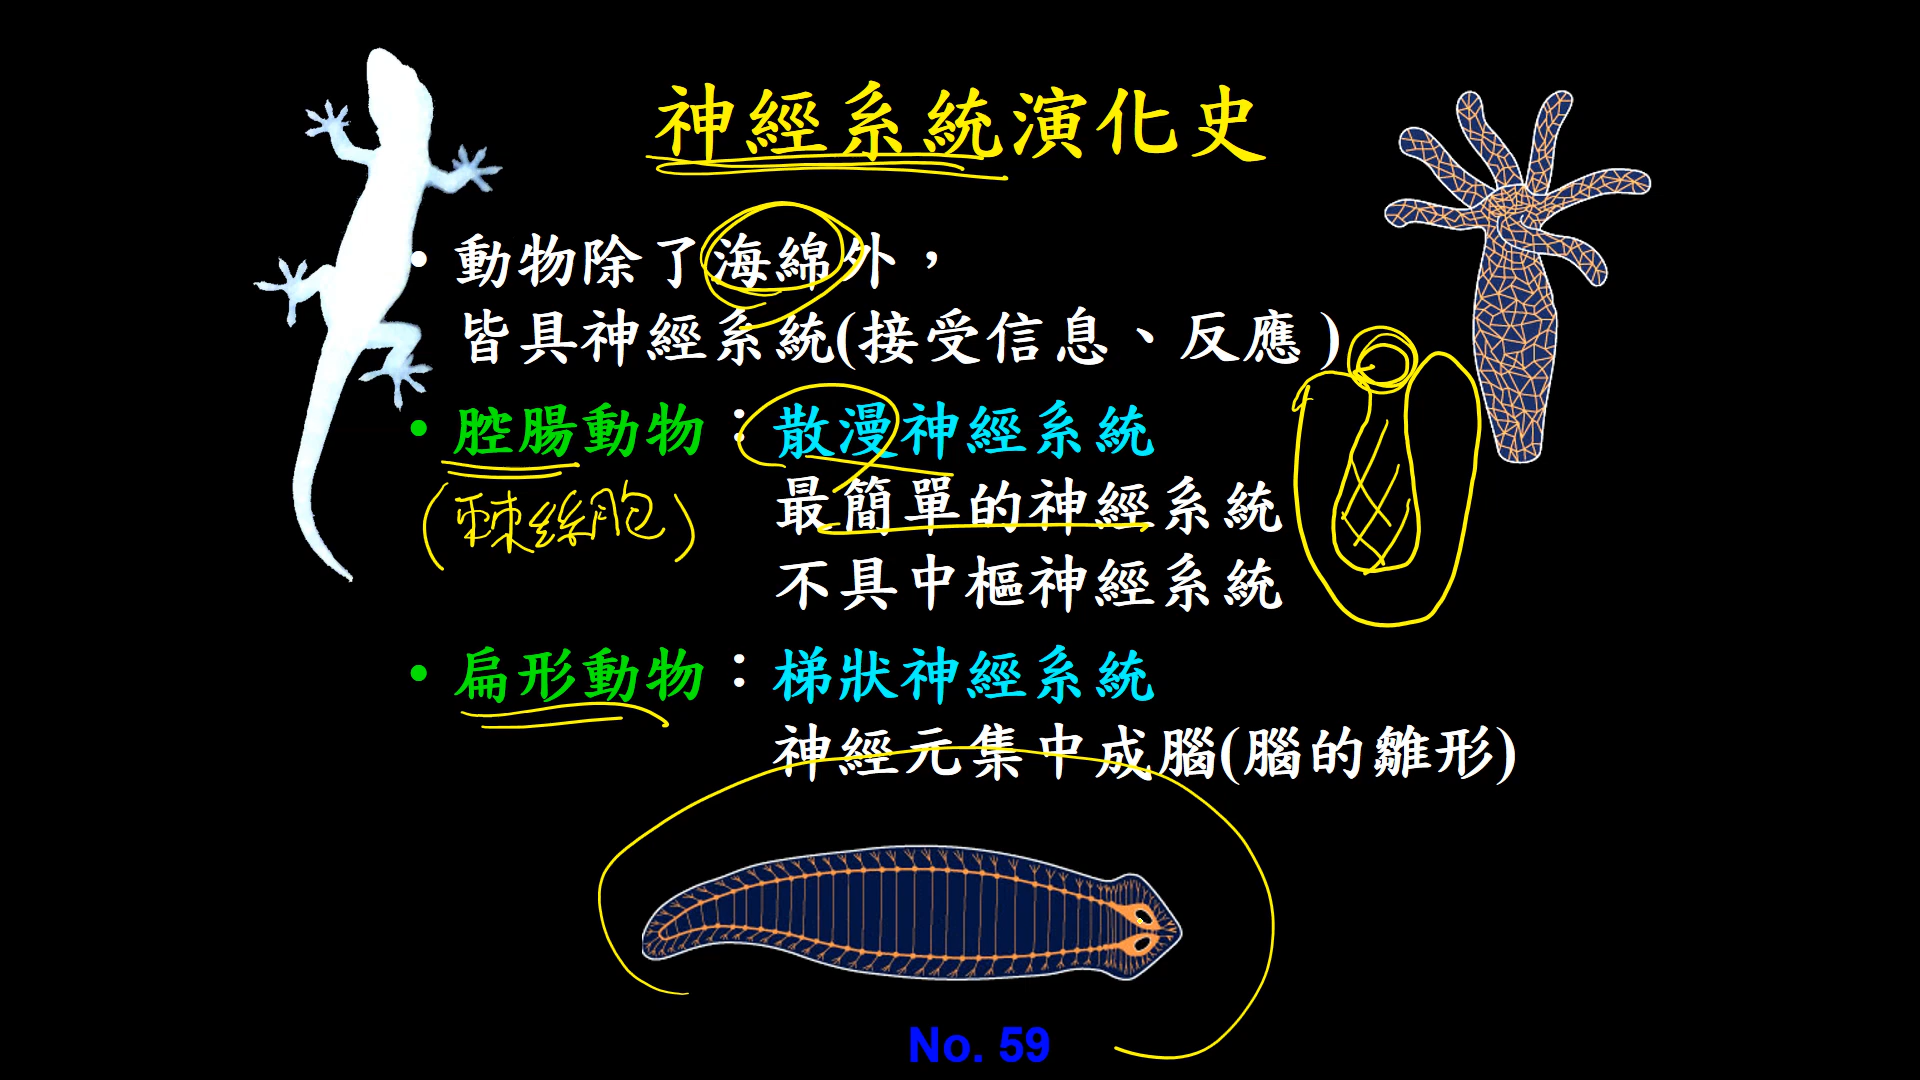 神經系統演化史
• 動物除了海綿外，
皆具神經系統(接受信息、反應)
• 腔腸動物：散漫神經系統
(棘絲胞)
最簡單的神經系統
不具中樞神經系統
• 扁形動物：梯狀神經系統
神經元集中成腦(腦的雛形)
No. 59